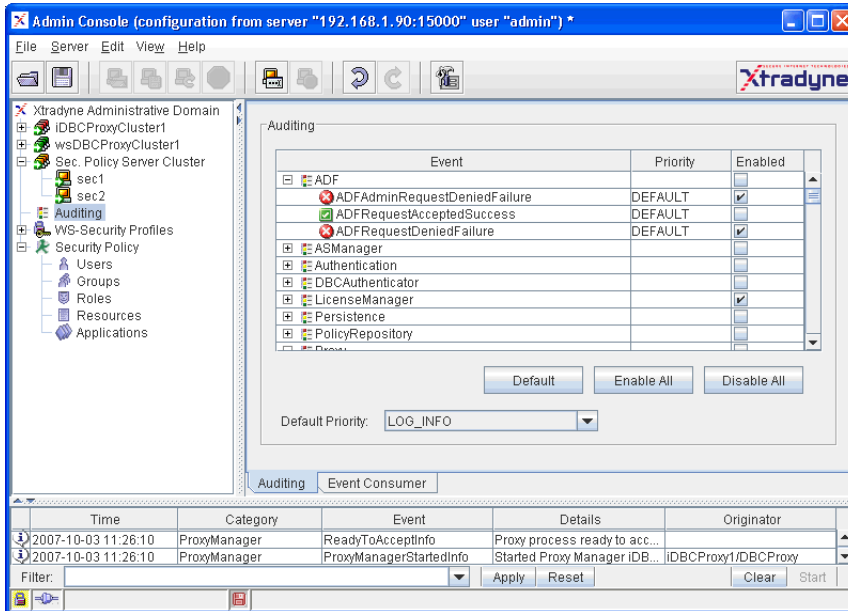 Admin Console (configuration from server "192.168.1.90:15000" user "admin") *
File Server Edit View Help
SECURE INTERNET TECHNOLOGIES
Xtradyne
Xtradyne Administrative Domain
iDBCProxyCluster1
wsDBCProxyCluster1
Sec. Policy Server Cluster
sec1
sec2
Auditing
WS-Security Profiles
Security Policy
Users
Groups
Roles
Resources
Applications
Auditing
Event Priority Enabled
ADF
ADFAdminRequestDeniedFailure DEFAULT
ADFRequestAcceptedSuccess DEFAULT
ADFRequestDeniedFailure DEFAULT
ASManager
Authentication
DBCAuthenticator
LicenseManager
Persistence
PolicyRepository
Proxy
Default Enable All Disable All
Default Priority: LOG_INFO
Auditing Event Consumer
Time Category Event Details Originator
2007-10-03 11:26:10 ProxyManager ReadyToAcceptInfo Proxy process ready to acc...
2007-10-03 11:26:10 ProxyManager ProxyManagerStartedInfo Started Proxy Manager iDB... iDBCProxy1/DBCProxy
Filter: Apply Reset Clear Start